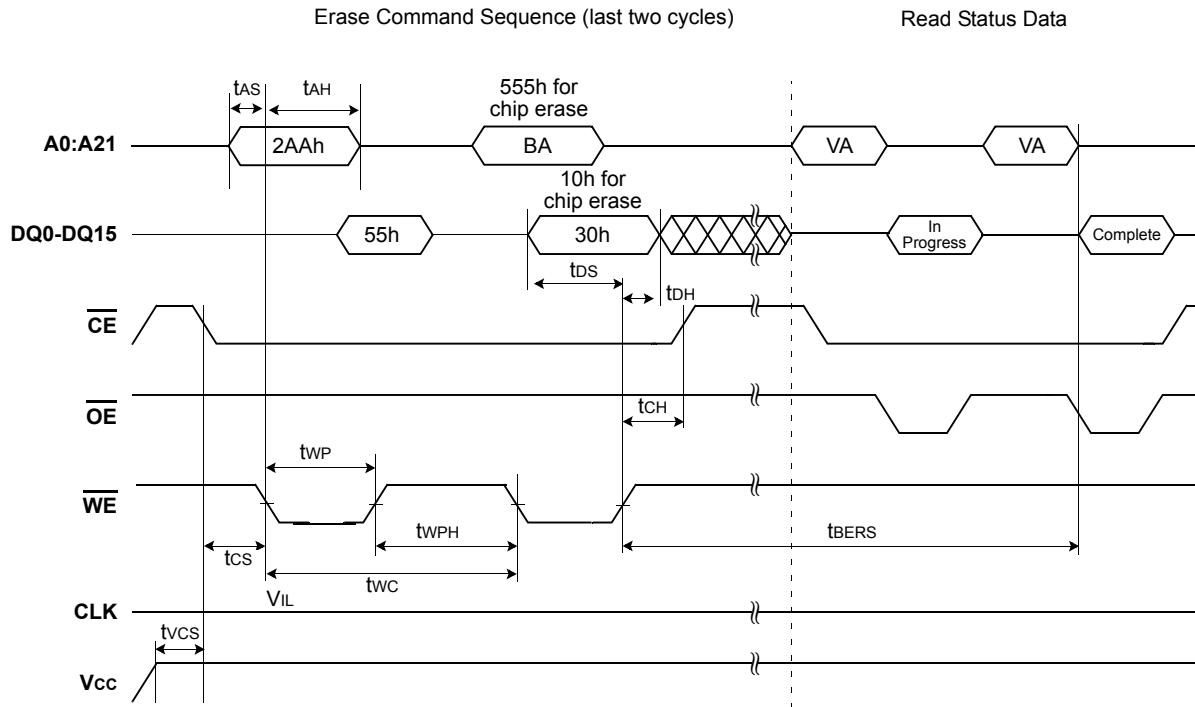 Erase Command Sequence (last two cycles)
Read Status Data
tAS
tAH
555h for
chip erase
A0:A21
2AAh
BA
VA
VA
10h for
chip erase
DQ0-DQ15
55h
30h
In
Progress
Complete
tDS
tDH
CE
OE
tCH
tWP
WE
tWPH
tBERS
tCS
tWC
VIL
CLK
tVCS
VCC